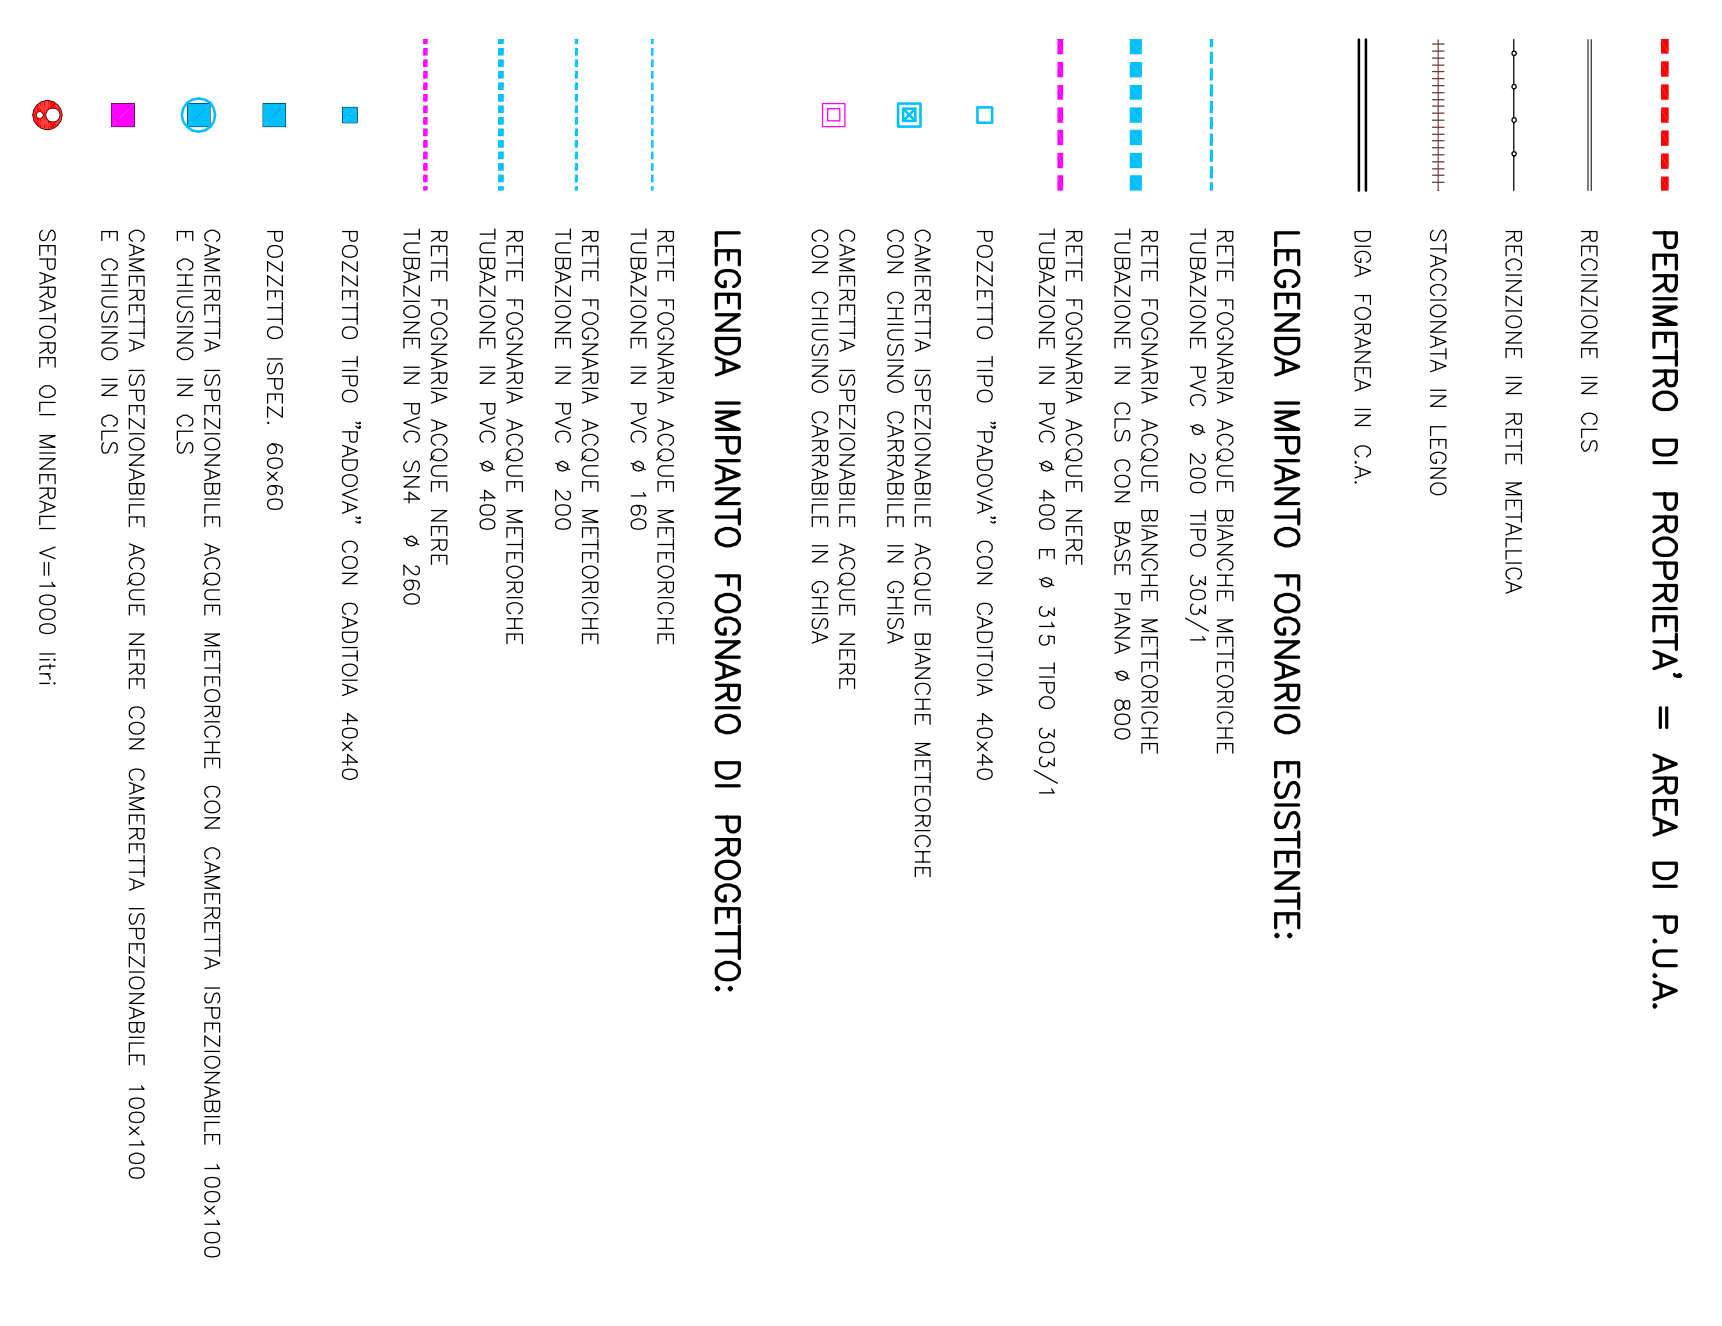 PERIMETRO DI PROPRIETA' = AREA DI P.U.A.
RECINZIONE IN CLS
RECINZIONE IN RETE METALLICA
STACCIONATA IN LEGNO
DIGA FORANEA IN C.A.
LEGENDA IMPIANTO FOGNARIO ESISTENTE:
RETE FOGNARIA ACQUE BIANCHE METEORICHE
TUBAZIONE PVC ø 200 TIPO 303/1
RETE FOGNARIA ACQUE BIANCHE METEORICHE
TUBAZIONE IN CLS CON BASE PIANA ø 800
RETE FOGNARIA ACQUE NERE
TUBAZIONE IN PVC ø 400 E ø 315 TIPO 303/1
POZZETTO TIPO "PADOVA" CON CADITOIA 40x40
CAMERETTA ISPEZIONABILE ACQUE BIANCHE METEORICHE
CON CHIUSINO CARRABILE IN GHISA
CAMERETTA ISPEZIONABILE ACQUE NERE
CON CHIUSINO CARRABILE IN GHISA
LEGENDA IMPIANTO FOGNARIO DI PROGETTO:
RETE FOGNARIA ACQUE METEORICHE
TUBAZIONE IN PVC ø 160
RETE FOGNARIA ACQUE METEORICHE
TUBAZIONE IN PVC ø 200
RETE FOGNARIA ACQUE METEORICHE
TUBAZIONE IN PVC ø 400
RETE FOGNARIA ACQUE NERE
TUBAZIONE IN PVC SN4 ø 260
POZZETTO TIPO "PADOVA" CON CADITOIA 40x40
POZZETTO ISPEZ. 60x60
CAMERETTA ISPEZIONABILE ACQUE METEORICHE CON CAMERETTA ISPEZIONABILE 100x100
E CHIUSINO IN CLS
CAMERETTA ISPEZIONABILE ACQUE NERE CON CAMERETTA ISPEZIONABILE 100x100
E CHIUSINO IN CLS
SEPARATORE OLI MINERALI V=1000 litri